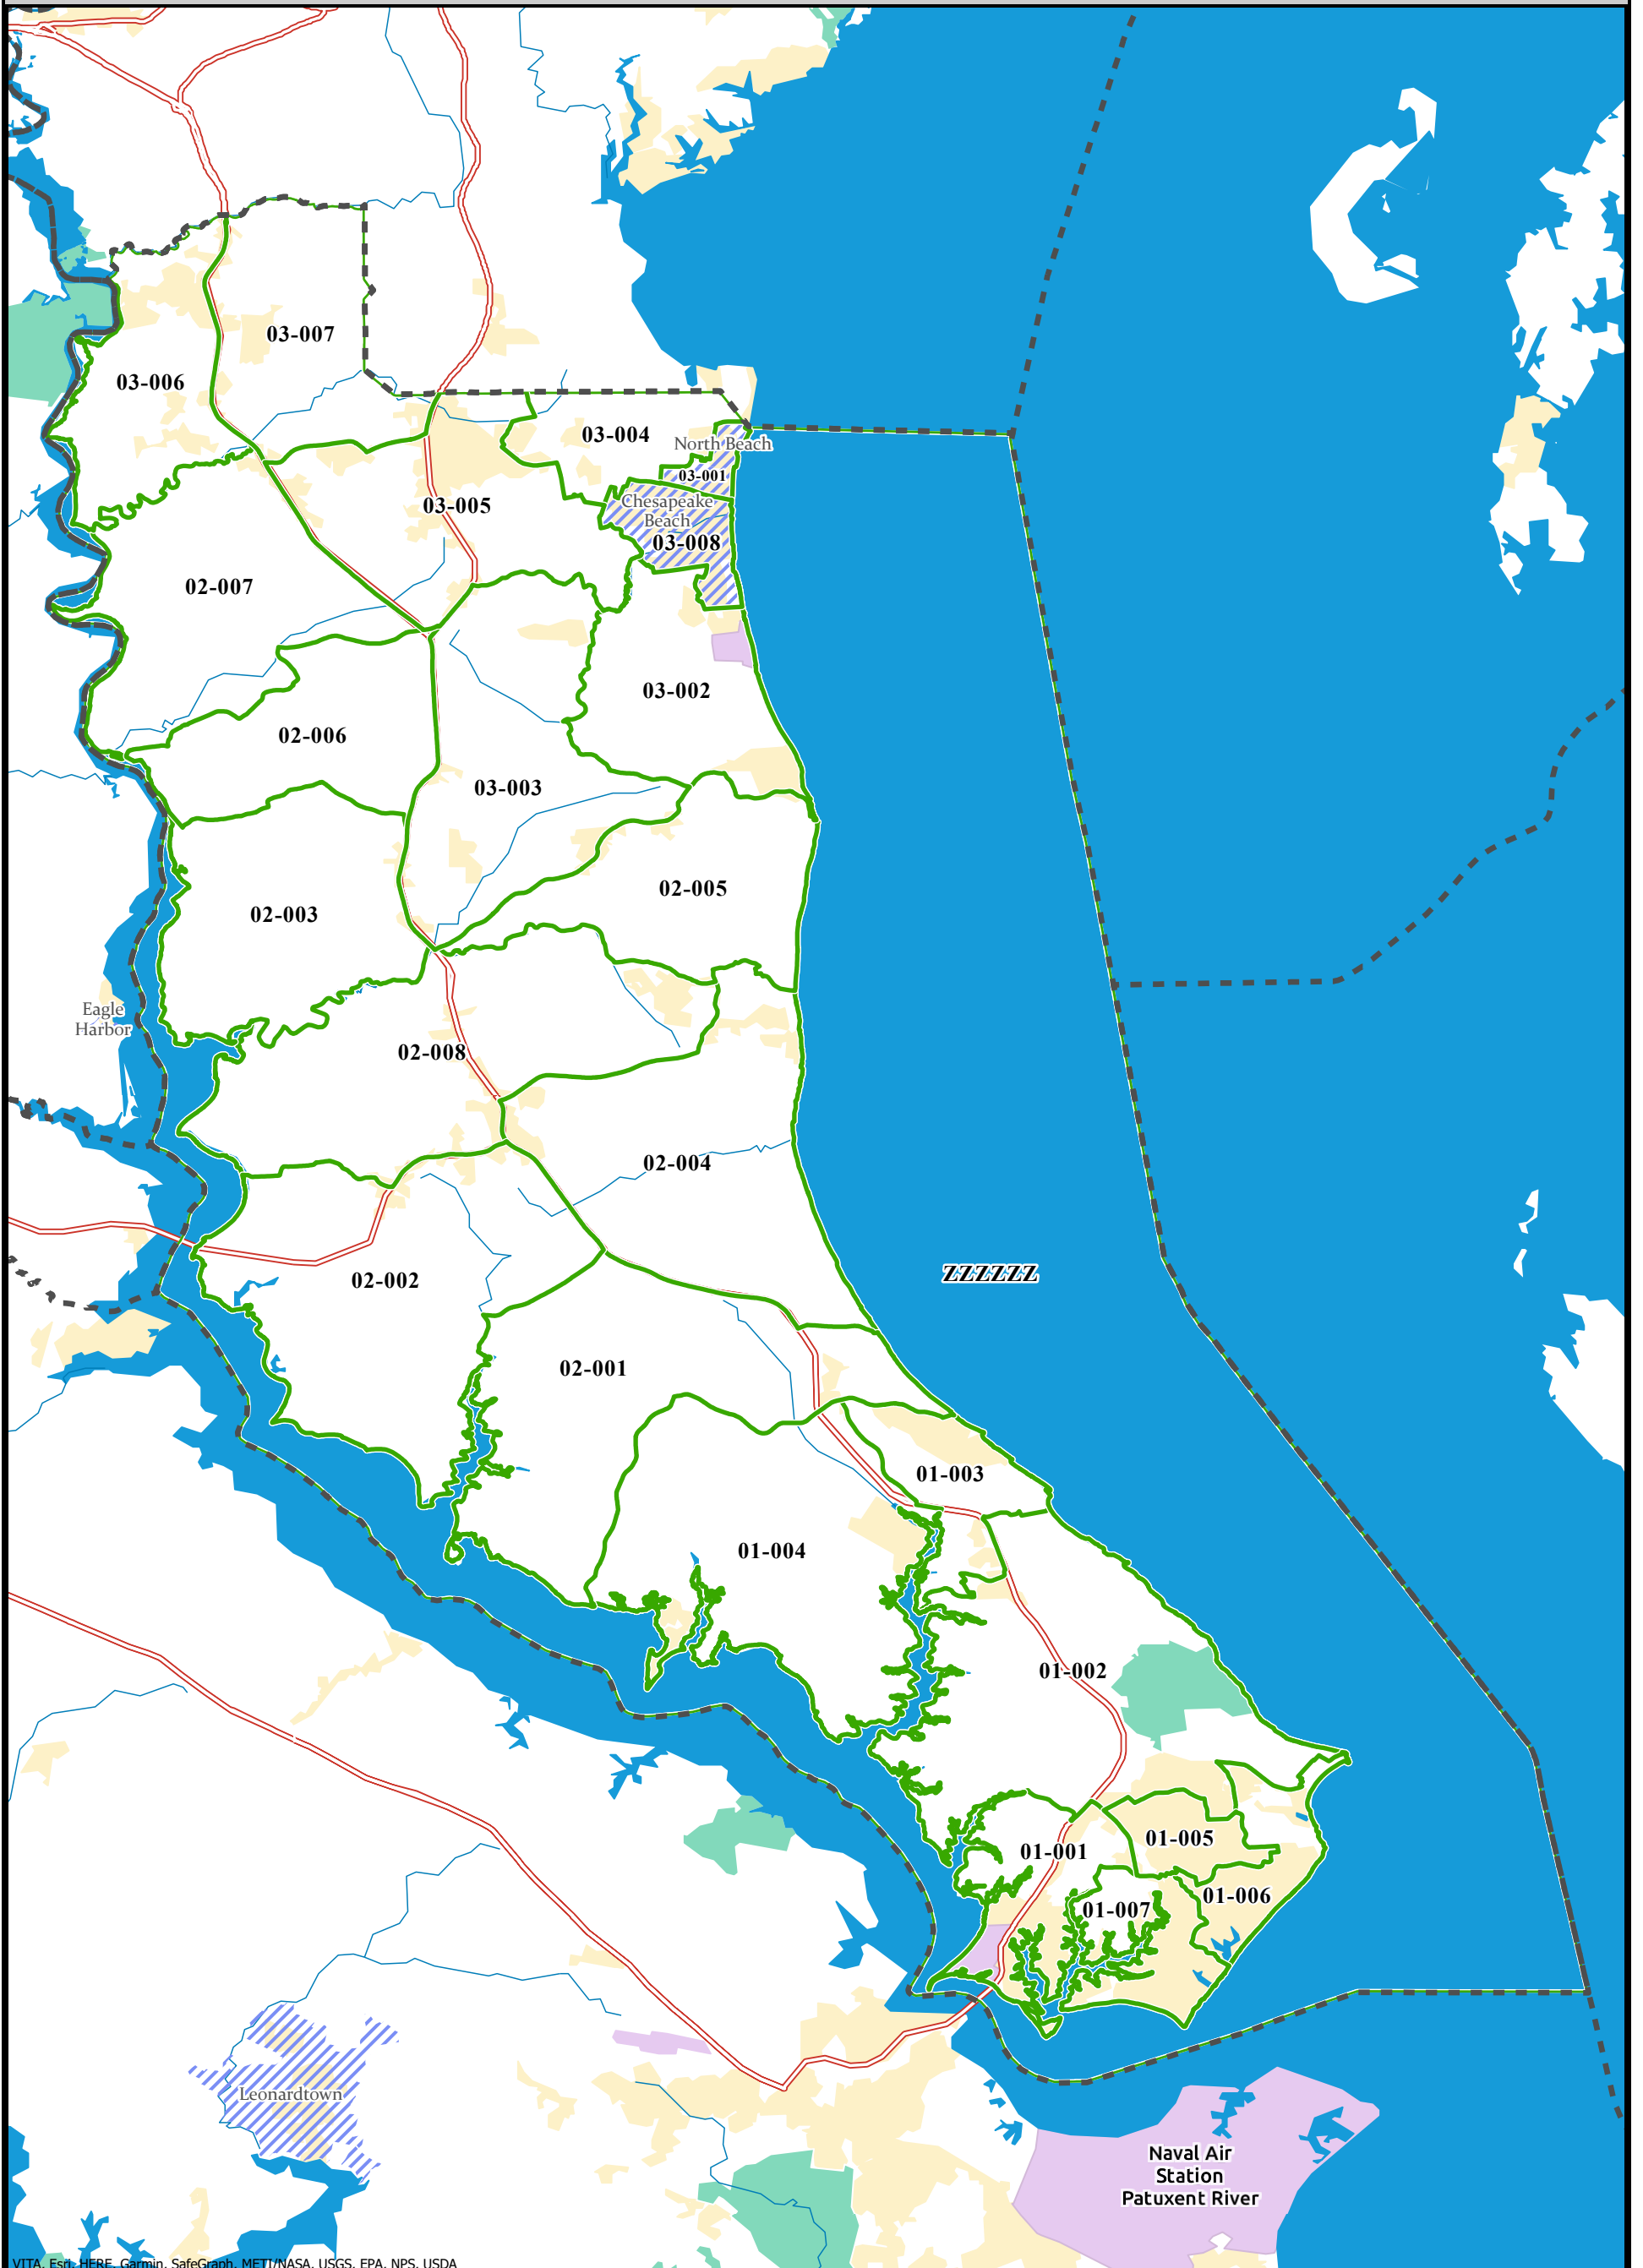 03-007
03-006
03-004
North Beach
03-001
Chesapeake
Beach
03-005
03-008
02-007
03-002
02-006
03-003
02-005
02-003
Eagle
Harbor
02-008
02-004
ZZZZZZ
02-002
02-001
01-003
01-004
01-002
01-005
01-001
01-006
01-007
Leonardtown
Naval Air
Station
Patuxent River
VITA, Esri, HERE, Garmin, SafeGraph, METI/NASA, USGS, EPA, NPS, USDA